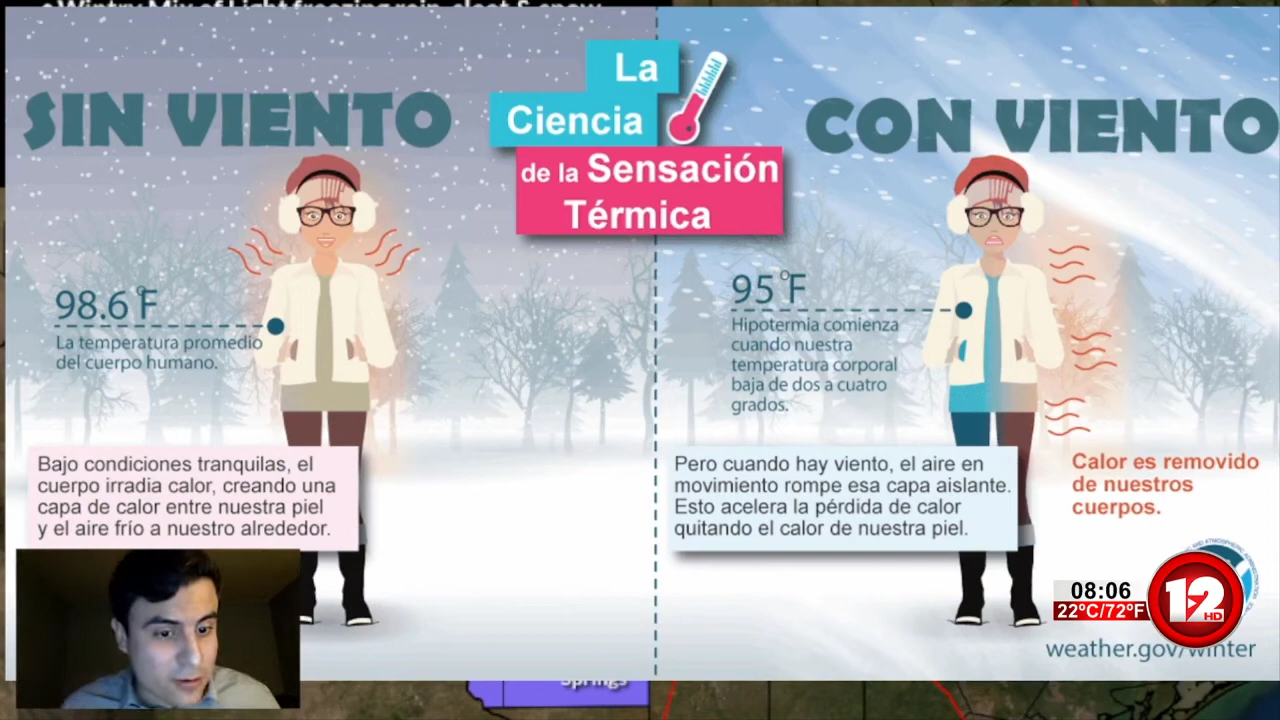 La
Ciencia
de la Sensación
Térmica
SIN VIENTO
98.6°F
La temperatura promedio
del cuerpo humano.
Bajo condiciones tranquilas, el
cuerpo irradia calor, creando una
capa de calor entre nuestra piel
y el aire frío a nuestro alrededor.
CON VIENTO
95°F
Hipotermia comienza
cuando nuestra
temperatura corporal
baja de dos a cuatro
grados.
Pero cuando hay viento, el aire en
movimiento rompe esa capa aislante.
Esto acelera la pérdida de calor
quitando el calor de nuestra piel.
Calor es removido
de nuestros
cuerpos.
08:06
22°C/72°F
12
HD
weather.gov/winter
Springs